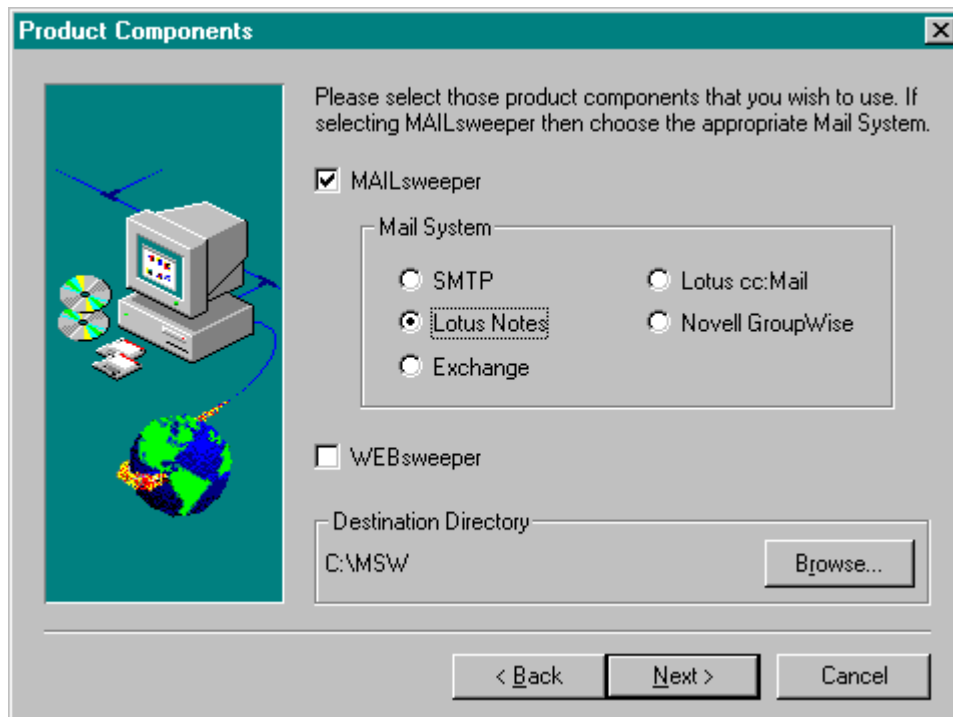 Product Components
Please select those product components that you wish to use. If
selecting MAILsweeper then choose the appropriate Mail System.
MAILsweeper
Mail System
SMTP
Lotus cc:Mail
Lotus Notes
Novell GroupWise
Exchange
WEBsweeper
Destination Directory
C:\MSW
Browse...
< Back
Next >
Cancel